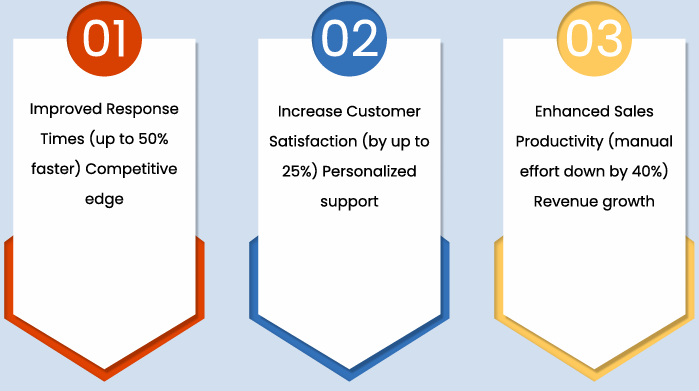 01
Improved Response
Times (up to 50%
faster) Competitive
edge
02
Increase Customer
Satisfaction (by up to
25%) Personalized
support
03
Enhanced Sales
Productivity (manual
effort down by 40%)
Revenue growth